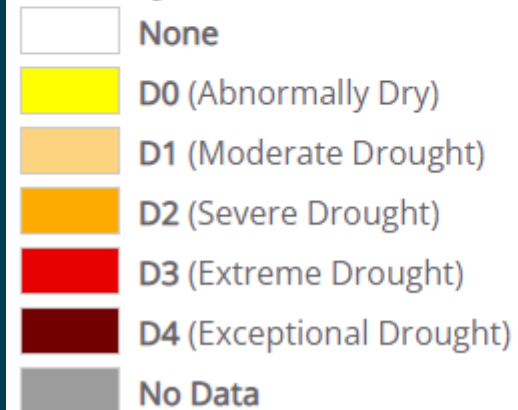 None
D0 (Abnormally Dry)
D1 (Moderate Drought)
D2 (Severe Drought)
D3 (Extreme Drought)
D4 (Exceptional Drought)
No Data